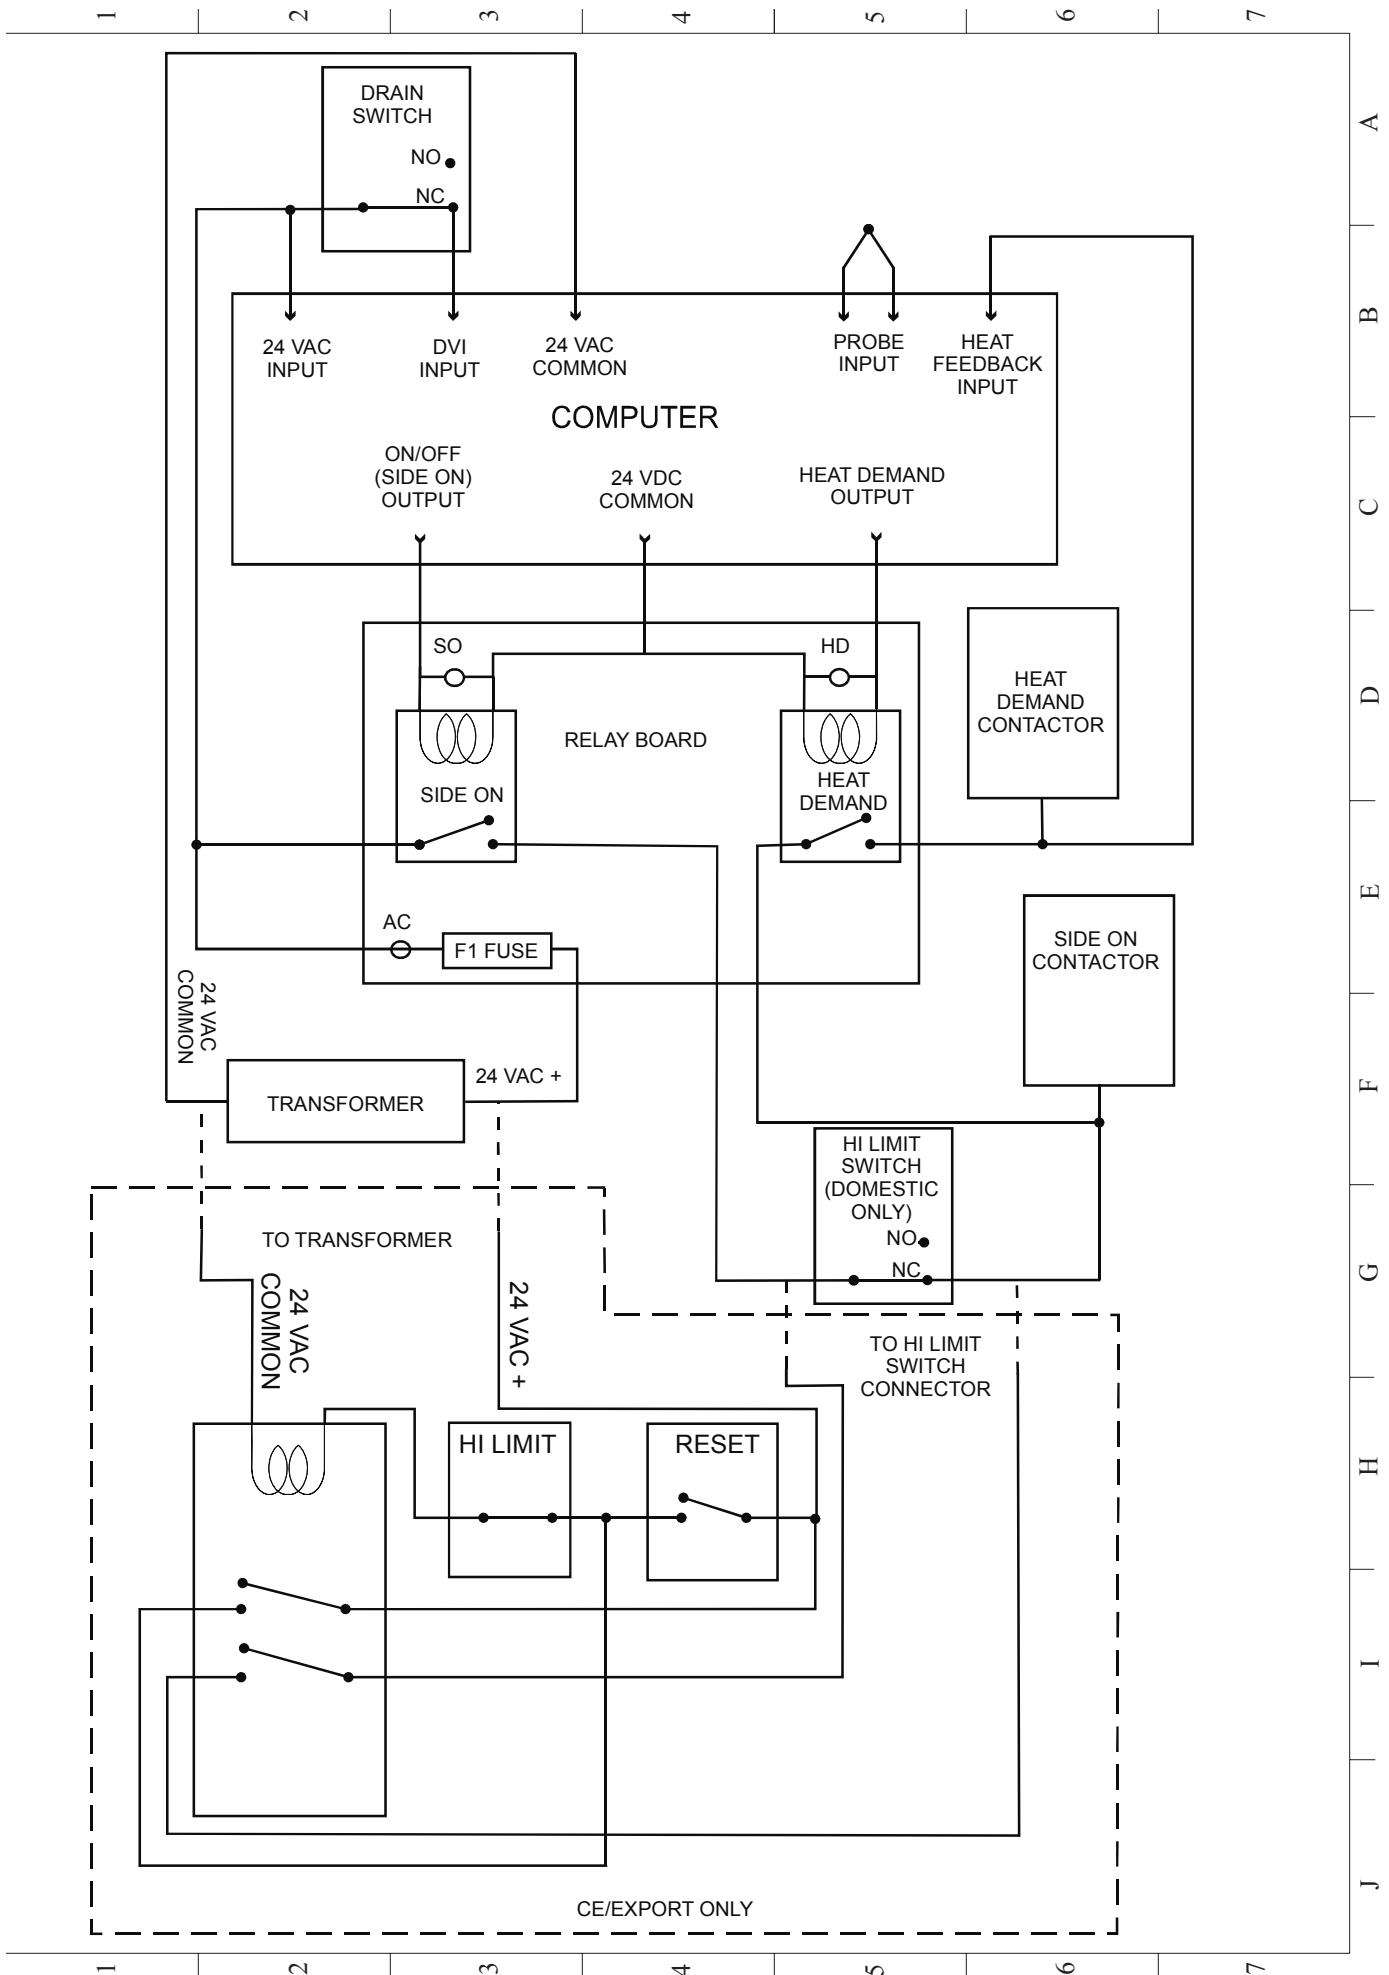 1 2 3 4 5 6 7
DRAIN
SWITCH
NO
NC
A
24 VAC
INPUT
DVI
INPUT
24 VAC
COMMON
PROBE
INPUT
HEAT
FEEDBACK
INPUT
B
COMPUTER
ON/OFF
(SIDE ON)
OUTPUT
24 VDC
COMMON
HEAT DEMAND
OUTPUT
C
SO
HD
RELAY BOARD
SIDE ON
HEAT
DEMAND
HEAT
DEMAND
CONTACTOR
D
AC
F1 FUSE
SIDE ON
CONTACTOR
E
24 VAC
COMMON
TRANSFORMER
24 VAC +
F
HI LIMIT
SWITCH
(DOMESTIC
ONLY)
NO
NC
TO TRANSFORMER
24 VAC
COMMON
24 VAC +
G
TO HI LIMIT
SWITCH
CONNECTOR
HI LIMIT
RESET
H
I
J
CE/EXPORT ONLY
1 2 3 4 5 6 7